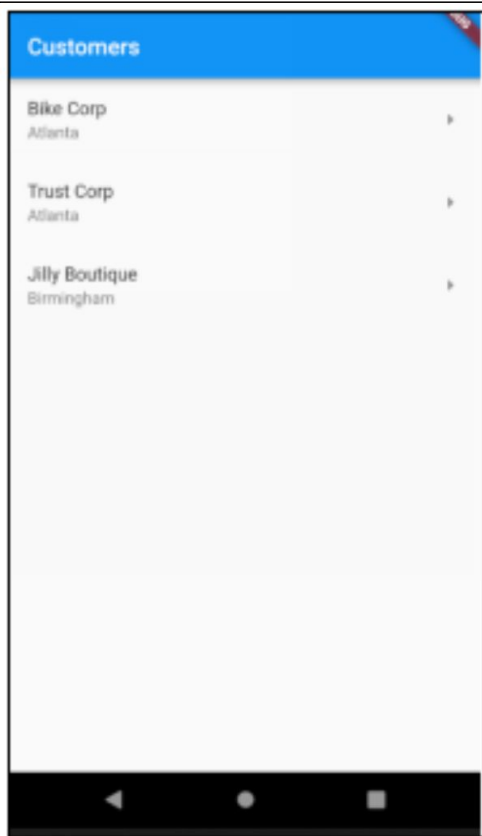 Customers
Bike Corp
Atlanta
Trust Corp
Atlanta
Jilly Boutique
Birmingham